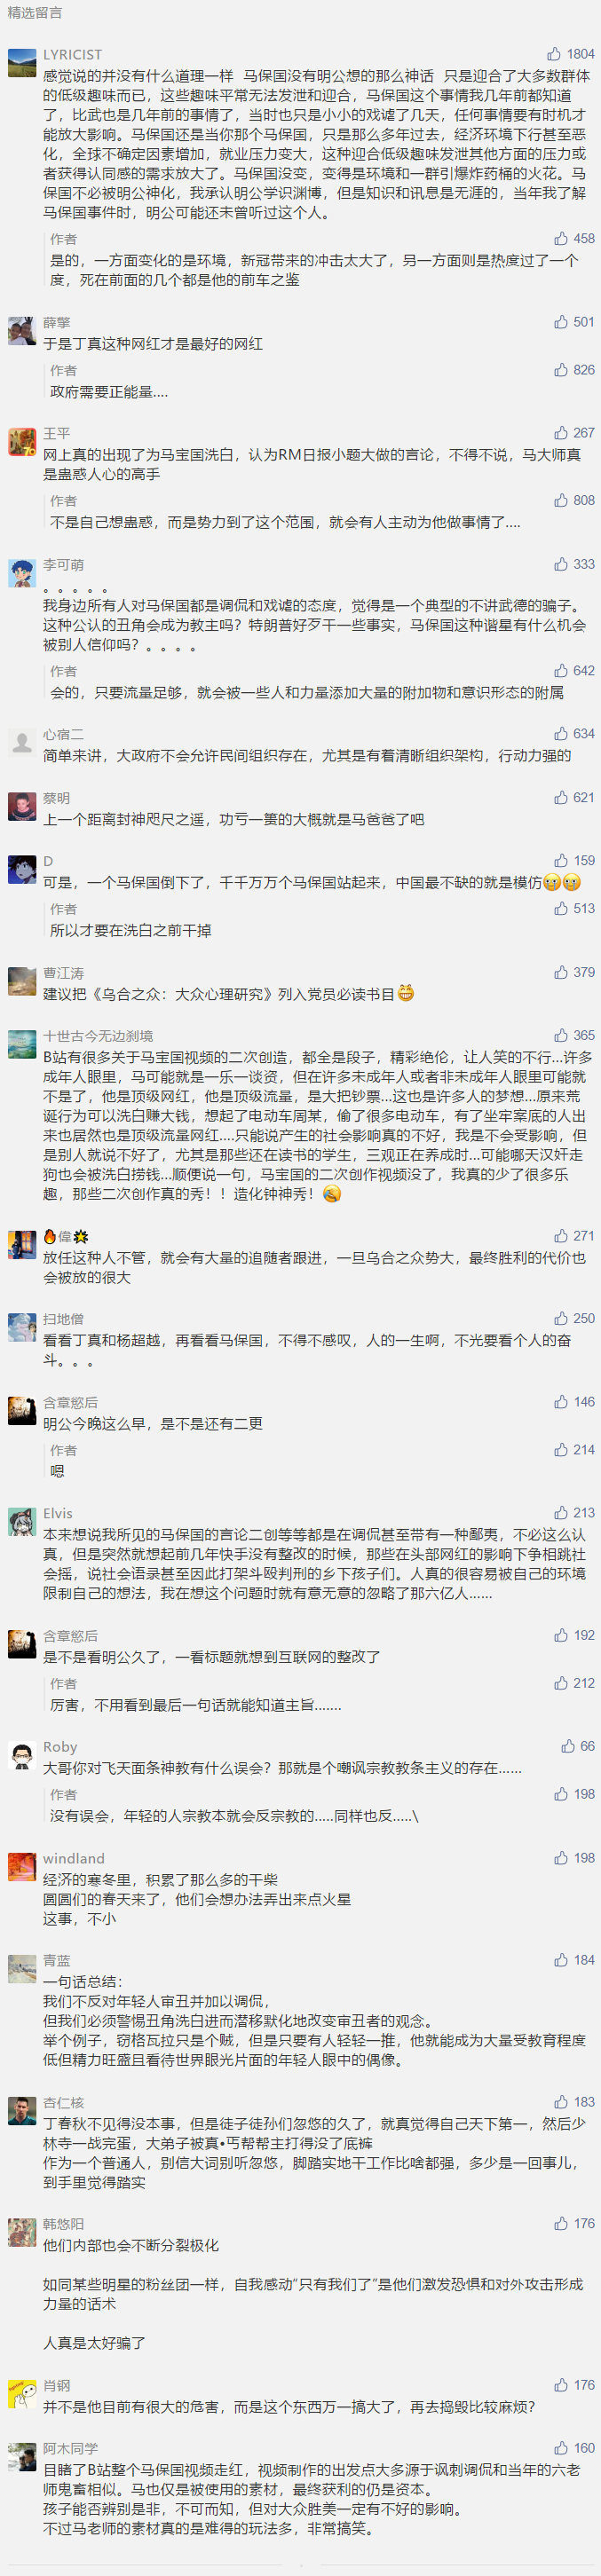 精选留言
LYRICIST 1804
感觉说的并没有什么道理一样 马保国没有明公想的那么神话 只是迎合了大多数群体
的低级趣味而已，这些趣味平常无法发泄和迎合，马保国这个事情我几年前都知道
了，比武也是几年前的事情了，当时也只是小小的戏谑了几天，任何事情要有时机才
能放大影响。马保国还是当你那个马保国，只是那么多年过去，经济环境下行甚至恶
化，全球不确定因素增加，就业压力变大，这种迎合低级趣味发泄其他方面的压力或
者获得认同感的需求放大了。马保国没变，变得是环境和一群引爆炸药桶的火花。马
保国不必被明公神化，我承认明公学识渊博，但是知识和讯息是无涯的，当年我了解
马保国事件时，明公可能还未曾听过这个人。
作者 458
是的，一方面变化的是环境，新冠带来的冲击太大了，另一方面则是热度过了一个
度，死在前面的几个都是他的前车之鉴
薛擎 501
于是丁真这种网红才是最好的网红
作者 826
政府需要正能量....
王平 267
网上真的出现了为马宝国洗白，认为RM日报小题大做的言论，不得不说，马大师真
是蛊惑人心的高手
作者 808
不是自己想蛊惑，而是势力到了这个范围，就会有人主动为他做事情了....
李可萌 333
。。。。。
我身边所有人对马保国都是调侃和戏谑的态度，觉得是一个典型的不讲武德的骗子。
这种公认的丑角会成为教主吗？特朗普好歹干一些事实，马保国这种谐星有什么机会
被别人信仰吗？。。。。
作者 642
会的，只要流量足够，就会被一些人和力量添加大量的附加物和意识形态的附属
心宿二 634
简单来讲，大政府不会允许民间组织存在，尤其是有着清晰组织架构，行动力强的
蔡明 621
上一个距离封神咫尺之遥，功亏一篑的大概就是马爸爸了吧
D 159
可是，一个马保国倒下了，千千万万个马保国站起来，中国最不缺的就是模仿😭😭
作者 513
所以才要在洗白之前干掉
曹江涛 379
建议把《乌合之众：大众心理研究》列入党员必读书目😁
十世古今无边刹境 365
B站有很多关于马宝国视频的二次创造，都全是段子，精彩绝伦，让人笑的不行...许多
成年人眼里，马可能就是一乐一谈资，但在许多未成年人或者非未成年人眼里可能就
不是了，他是顶级网红，他是顶级流量，是大把钞票...这也是许多人的梦想...原来荒
诞行为可以洗白赚大钱，想起了电动车周某，偷了很多电动车，有了坐牢案底的人出
来也居然也是顶级流量网红....只能说产生的社会影响真的不好，我是不会受影响，但
是别人就说不好了，尤其是那些还在读书的学生，三观正在养成时...可能哪天汉奸走
狗也会被洗白捞钱...顺便说一句，马宝国的二次创作视频没了，我真的少了很多乐
趣，那些二次创作真的秀！！造化钟神秀！🤣
🔥偉🌟 271
放任这种人不管，就会有大量的追随者跟进，一旦乌合之众势大，最终胜利的代价也
会被放的很大
扫地僧 250
看看丁真和杨超越，再看看马保国，不得不感叹，人的一生啊，不光要看个人的奋
斗。。。
含章慾后 146
明公今晚这么早，是不是还有二更
作者 214
嗯
Elvis 213
本来想说我所见的马保国的言论二创等等都是在调侃甚至带有一种鄙夷，不必这么认
真，但是突然就想起前几年快手没有整改的时候，那些在头部网红的影响下争相跳社
会摇，说社会语录甚至因此打架斗殴判刑的乡下孩子们。人真的很容易被自己的环境
限制自己的想法，我在想这个问题时就有意无意的忽略了那六亿人......
含章慾后 192
是不是看明公久了，一看标题就想到互联网的整改了
作者 212
厉害，不用看到最后一句话就能知道主旨.......
Roby 66
大哥你对飞天面条神教有什么误会？那就是个嘲讽宗教教条主义的存在......
作者 198
没有误会，年轻的人宗教本就会反宗教的.....同样也反.....\
windland 198
经济的寒冬里，积累了那么多的干柴
圆圆们的春天来了，他们会想办法弄出来点火星
这事，不小
青蓝 184
一句话总结：
我们不反对年轻人审丑并加以调侃，
但我们必须警惕丑角洗白进而潜移默化地改变审丑者的观念。
举个例子，窃格瓦拉只是个贼，但是只要有人轻轻一推，他就能成为大量受教育程度
低但精力旺盛且看待世界眼光片面的年轻人眼中的偶像。
杏仁核 183
丁春秋不见得没本事，但是徒子徒孙们忽悠的久了，就真觉得自己天下第一，然后少
林寺一战完蛋，大弟子被真•丐帮帮主打得没了底裤
作为一个普通人，别信大词别听忽悠，脚踏实地干工作比啥都强，多少是一回事儿，
到手里觉得踏实
韩悠阳 176
他们内部也会不断分裂极化
如同某些明星的粉丝团一样，自我感动“只有我们了”是他们激发恐惧和对外攻击形成
力量的话术
人真是太好骗了
肖钢 176
并不是他目前有很大的危害，而是这个东西万一搞大了，再去捣毁比较麻烦？
阿木同学 160
目睹了B站整个马保国视频走红，视频制作的出发点大多源于讽刺调侃和当年的六老
师鬼畜相似。马也仅是被使用的素材，最终获利的仍是资本。
孩子能否辨别是非，不可而知，但对大众胜美一定有不好的影响。
不过马老师的素材真的是难得的玩法多，非常搞笑。